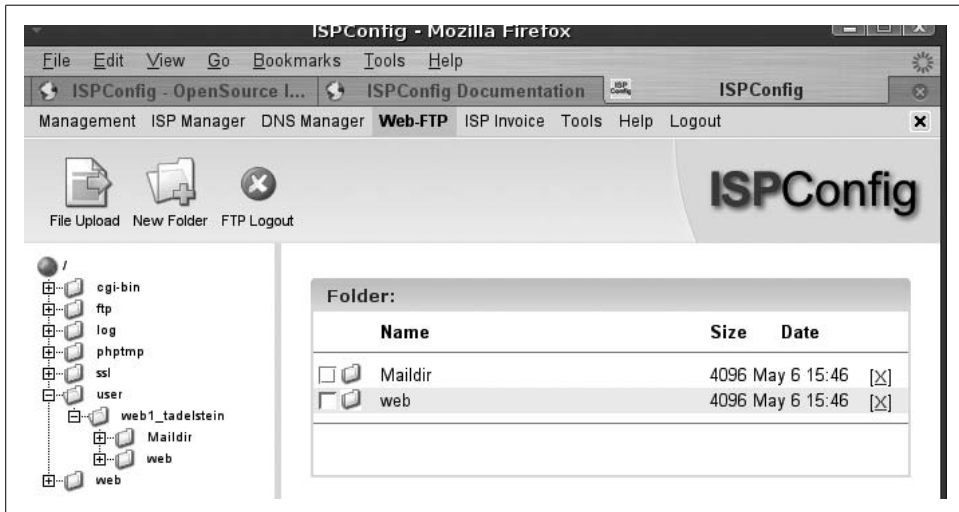 ISPConfig - Mozilla Firefox
File Edit View Go Bookmarks Tools Help
ISPConfig - OpenSource I... ISPConfig Documentation ISP Config ISPConfig
Management ISP Manager DNS Manager Web-FTP ISP Invoice Tools Help Logout
File Upload New Folder FTP Logout
ISPConfig
/
cgi-bin
ftp
log
phptmp
ssl
user
web1_tadelstein
Maildir
web
web
Folder:
Name Size Date
Maildir 4096 May 6 15:46 [X]
web 4096 May 6 15:46 [X]